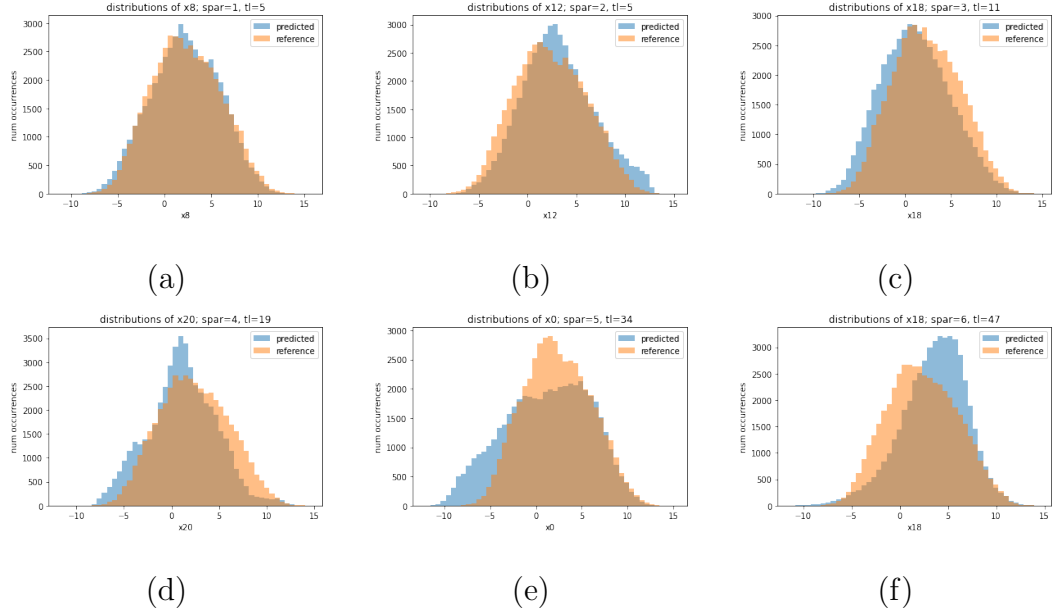 distributions of x8; spar=1, tl=5
predicted
reference
num occurrences
3000
2500
2000
1500
1000
500
0
−10 −5 0 5 10 15
x8
(a)
distributions of x12; spar=2, tl=5
predicted
reference
num occurrences
3000
2500
2000
1500
1000
500
0
−10 −5 0 5 10 15
x12
(b)
distributions of x18; spar=3, tl=11
predicted
reference
num occurrences
3000
2500
2000
1500
1000
500
0
−10 −5 0 5 10 15
x18
(c)
distributions of x20; spar=4, tl=19
predicted
reference
num occurrences
3500
3000
2500
2000
1500
1000
500
0
−10 −5 0 5 10 15
x20
(d)
distributions of x0; spar=5, tl=34
predicted
reference
num occurrences
3000
2500
2000
1500
1000
500
0
−10 −5 0 5 10 15
x0
(e)
distributions of x18; spar=6, tl=47
predicted
reference
num occurrences
3000
2500
2000
1500
1000
500
0
−10 −5 0 5 10 15
x18
(f)